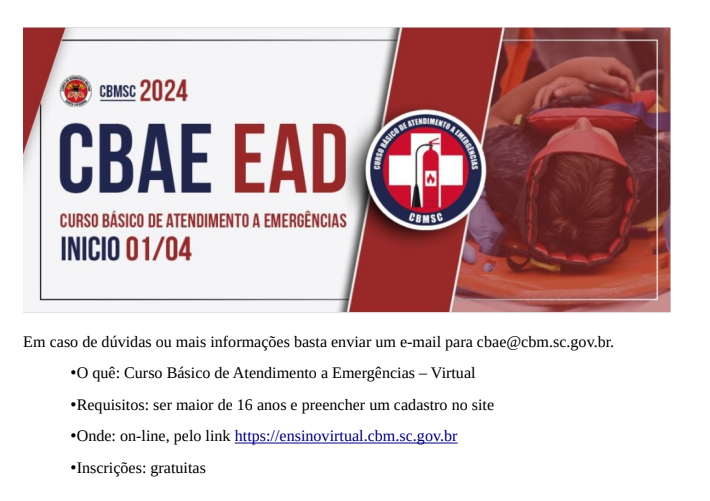 CBMSC 2024
CBAE EAD
CURSO BÁSICO DE ATENDIMENTO A EMERGÊNCIAS
INICIO 01/04
CURSO BÁSICO DE ATENDIMENTO A EMERGÊNCIAS
CBMSC
Em caso de dúvidas ou mais informações basta enviar um e-mail para cbae@cbm.sc.gov.br.
•O quê: Curso Básico de Atendimento a Emergências – Virtual
•Requisitos: ser maior de 16 anos e preencher um cadastro no site
•Onde: on-line, pelo link https://ensinovirtual.cbm.sc.gov.br
•Inscrições: gratuitas